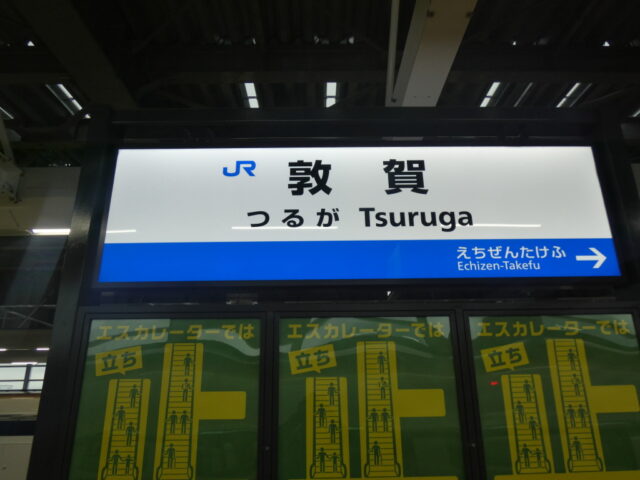 JR 敦賀
つるが Tsuruga
えちぜんたけふ
Echizen-Takefu
エスカレーターでは
立ち
エスカレーターでは
立ち
エスカレーターでは
立ち